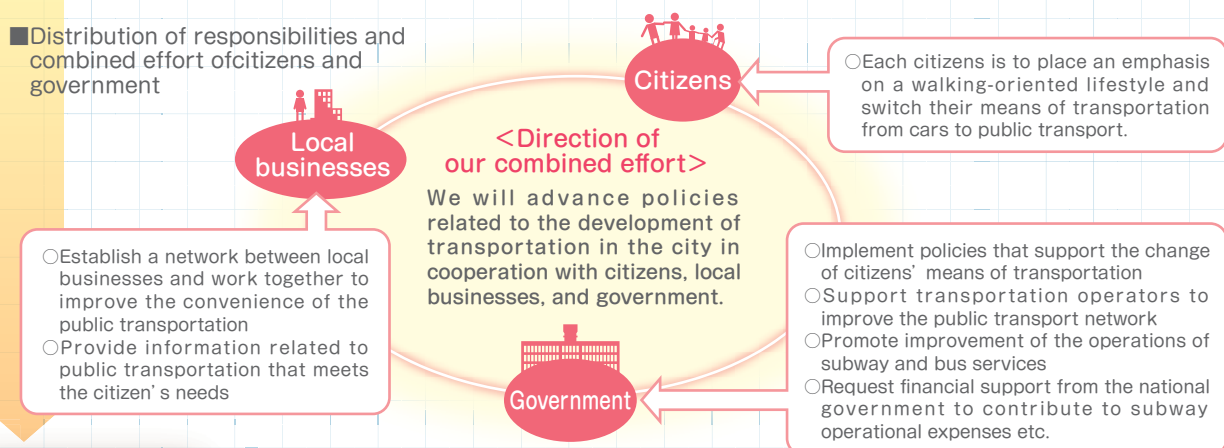 ■Distribution of responsibilities and
combined effort ofcitizens and
government
Citizens
○Each citizens is to place an emphasis
on a walking-oriented lifestyle and
switch their means of transportation
from cars to public transport.
Local
businesses
<Direction of
our combined effort>
We will advance policies
related to the development of
transportation in the city in
cooperation with citizens, local
businesses, and government.
○Establish a network between local
businesses and work together to
improve the convenience of the
public transportation
○Provide information related to
public transportation that meets
the citizen's needs
Government
○Implement policies that support the change
of citizens' means of transportation
○Support transportation operators to
improve the public transport network
○Promote improvement of the operations of
subway and bus services
○Request financial support from the national
government to contribute to subway
operational expenses etc.